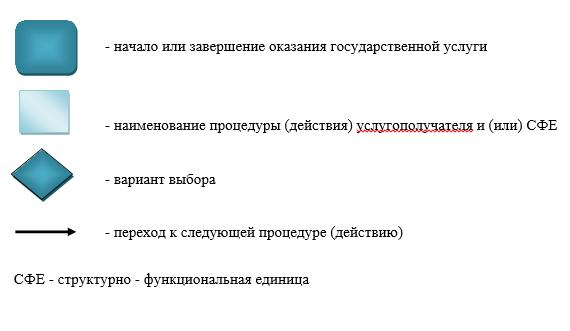 - начало или завершение оказания государственной услуги
- наименование процедуры (действия) услугополучателя и (или) СФЕ
- вариант выбора
- переход к следующей процедуре (действию)
СФЕ - структурно - функциональная единица